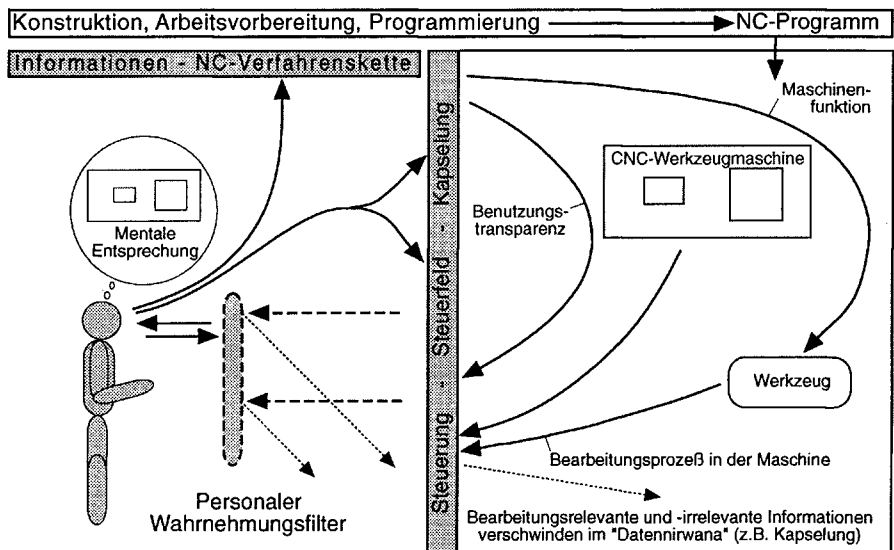 Konstruktion, Arbeitsvorbereitung, Programmierung NC-Programm
Informationen - NC-Verfahrenskette
Mentale
Entsprechung
Personaler
Wahrnehmungsfilter
Steuerung - Steuerfeld - Kapselung
Maschinen-
funktion
CNC-Werkzeugmaschine
Benutzungs-
transparenz
Werkzeug
Bearbeitungsprozeß in der Maschine
Bearbeitungsrelevante und -irrelevante Informationen
verschwinden im "Datennirwana" (z.B. Kapselung)